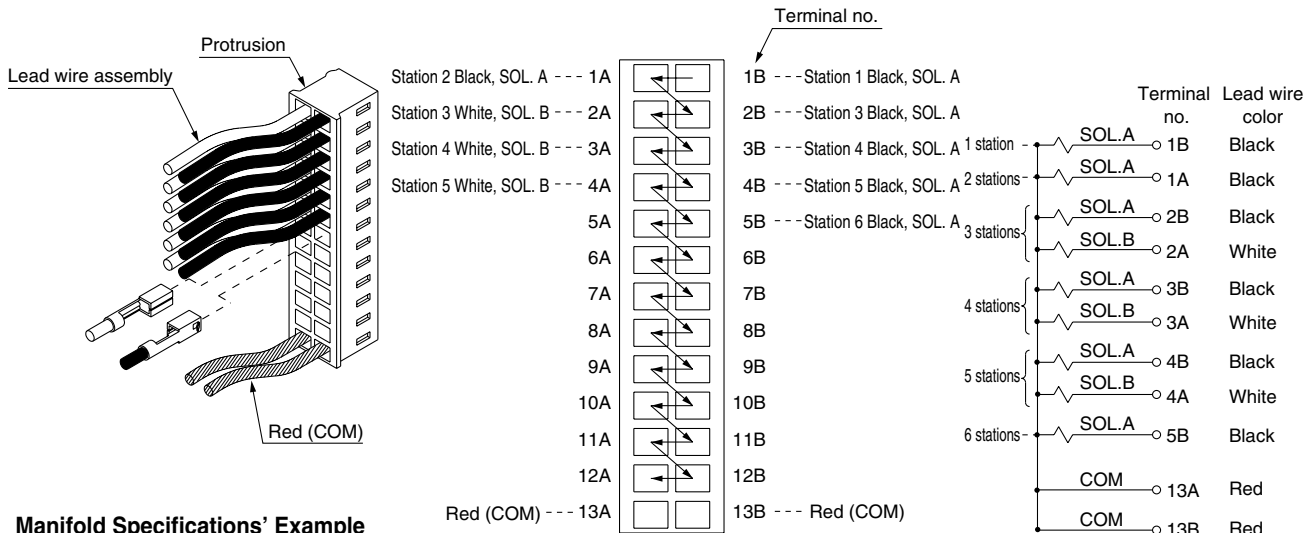 Terminal no.
Protrusion
Lead wire assembly
Station 2 Black, SOL. A --- 1A
1B --- Station 1 Black, SOL. A
Station 3 White, SOL. B --- 2A
2B --- Station 3 Black, SOL. A
Station 4 White, SOL. B --- 3A
3B --- Station 4 Black, SOL. A
Station 5 White, SOL. B --- 4A
4B --- Station 5 Black, SOL. A
5A
5B --- Station 6 Black, SOL. A
6A
6B
7A
7B
8A
8B
9A
9B
10A
10B
11A
11B
12A
12B
Red (COM) --- 13A
13B --- Red (COM)
Red (COM)
Terminal no.
Lead wire color
1 station - SOL.A 1B Black
2 stations - SOL.A 1A Black
3 stations
SOL.A 2B Black
SOL.B 2A White
4 stations
SOL.A 3B Black
SOL.B 3A White
5 stations
SOL.A 4B Black
SOL.B 4A White
6 stations - SOL.A 5B Black
COM 13A Red
COM 13B Red
Manifold Specifications' Example